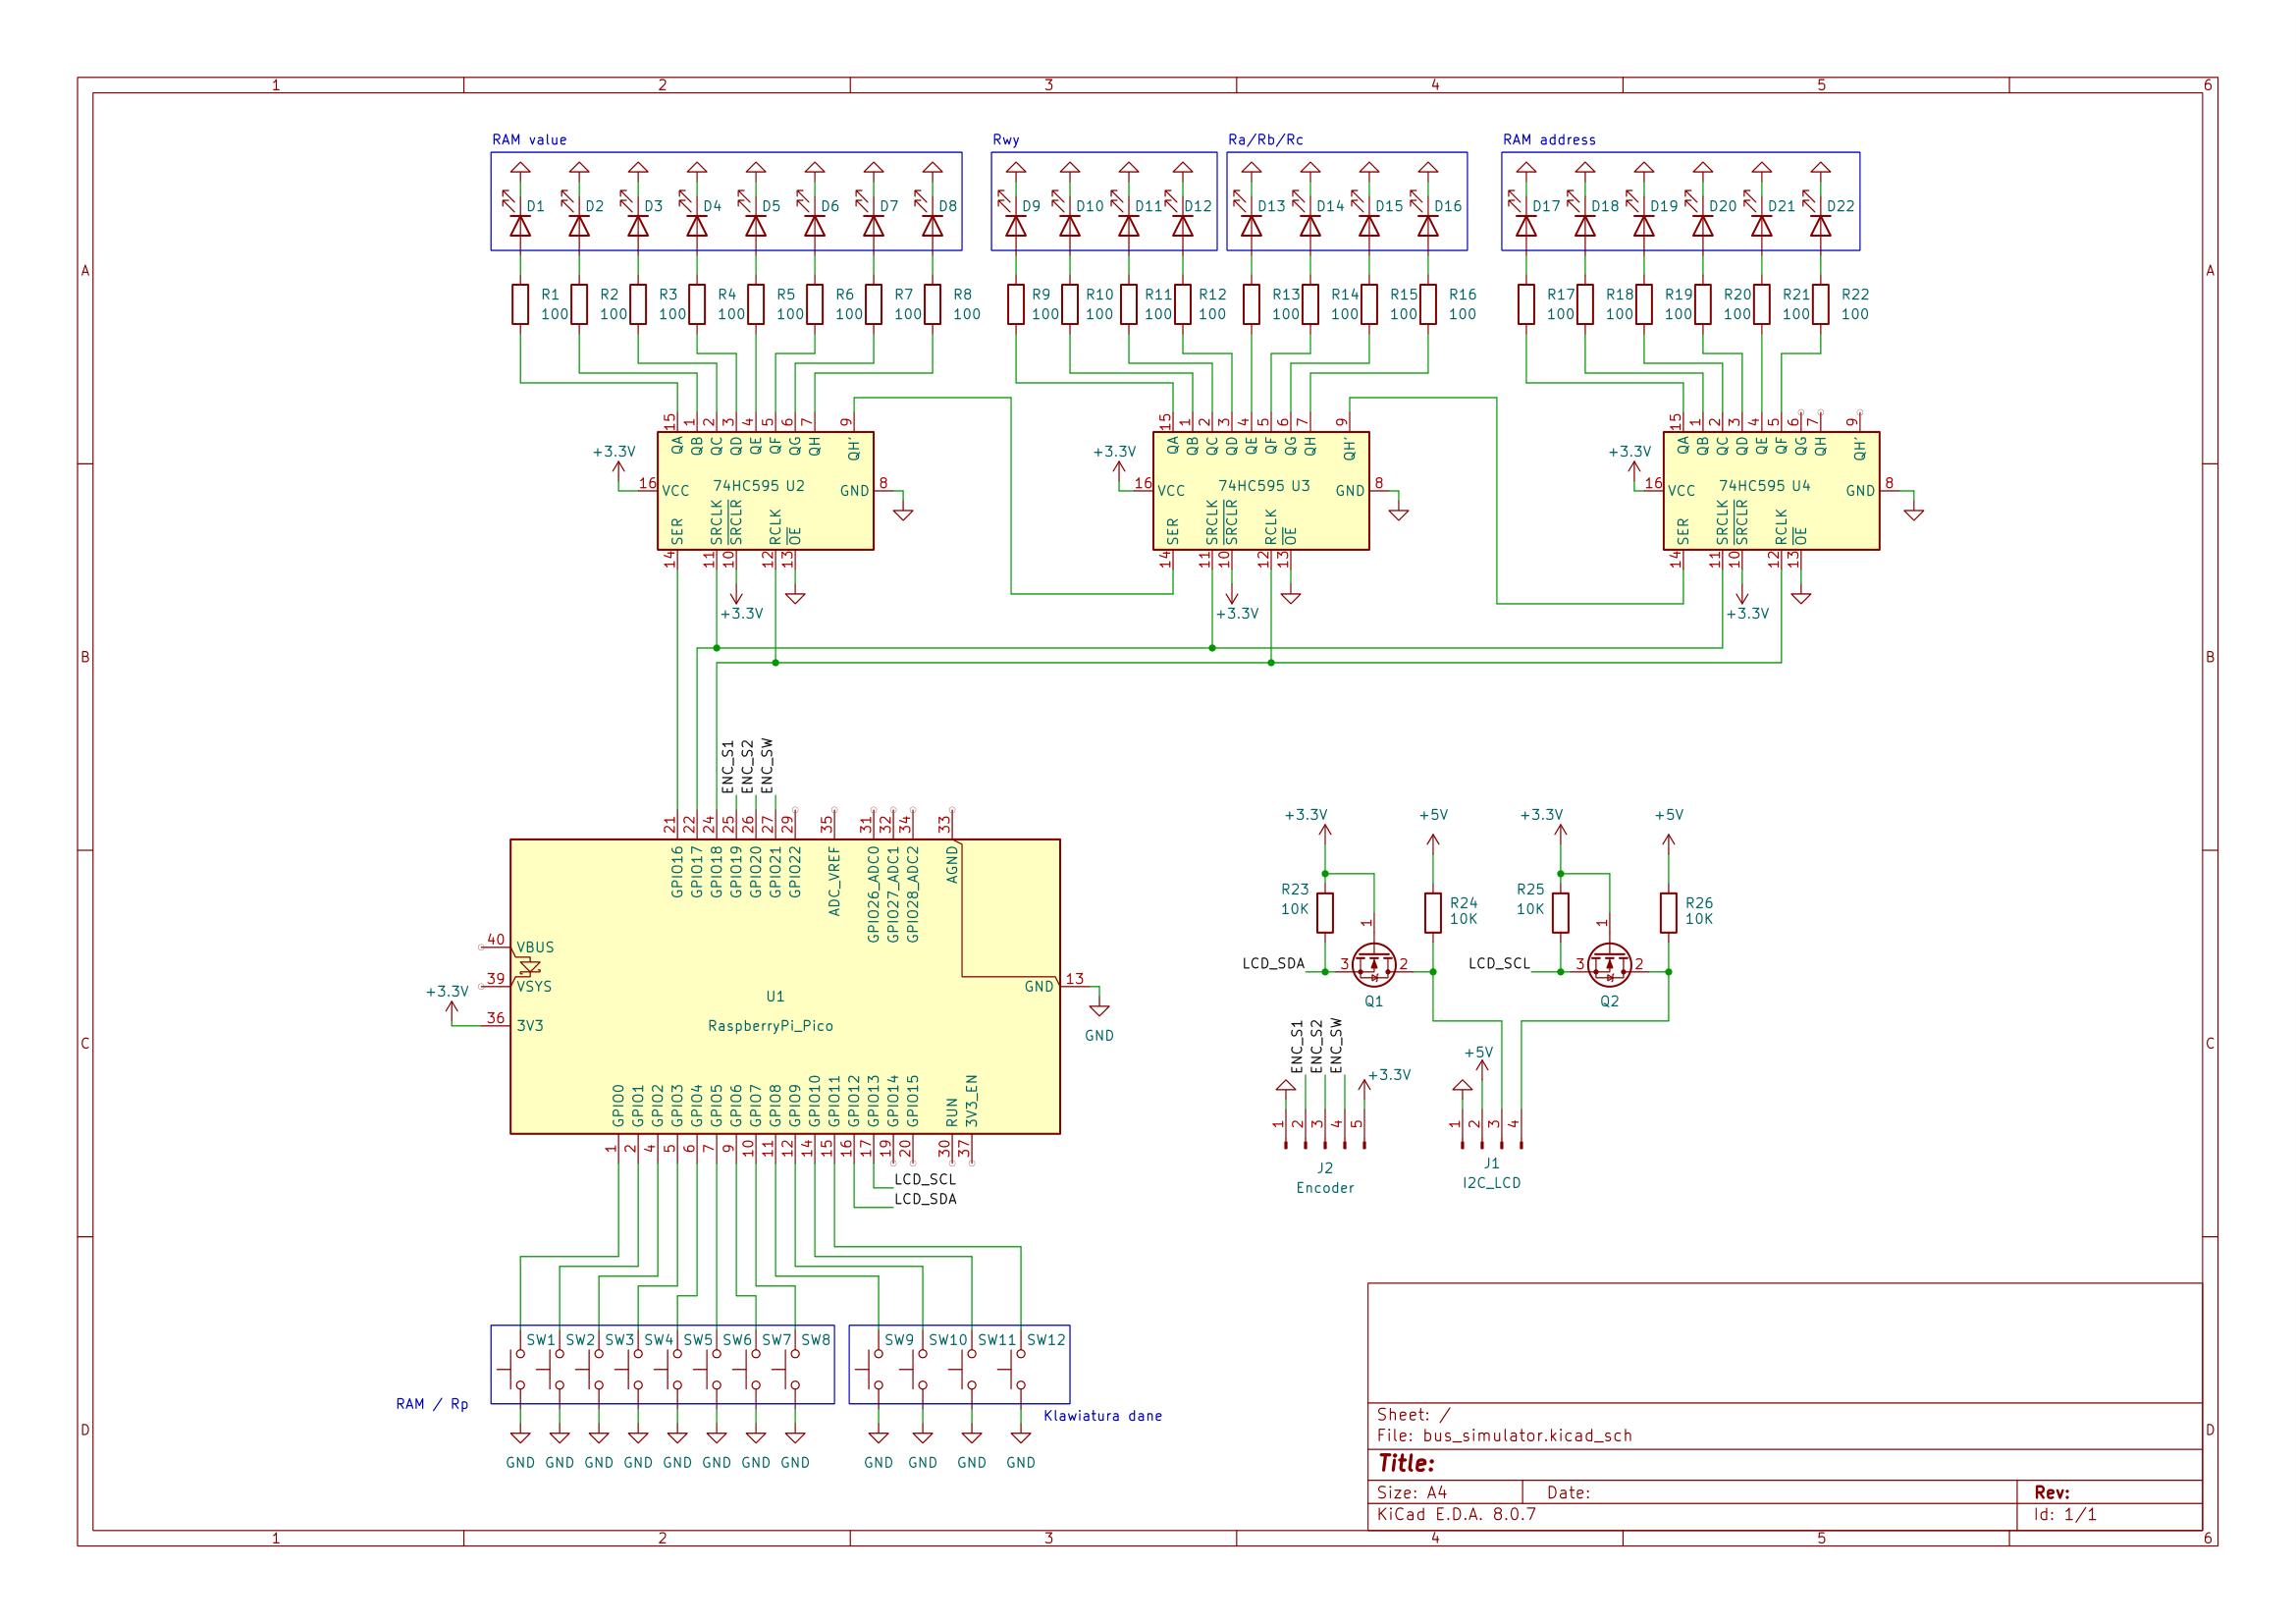 1 2 3 4 5 6
RAM value Rwy Ra/Rb/Rc RAM address
D1 D2 D3 D4 D5 D6 D7 D8 D9 D10 D11 D12 D13 D14 D15 D16 D17 D18 D19 D20 D21 D22
A A
R1 R2 R3 R4 R5 R6 R7 R8 R9 R10 R11 R12 R13 R14 R15 R16 R17 R18 R19 R20 R21 R22
100 100 100 100 100 100 100 100 100 100 100 100 100 100 100 100 100 100 100 100 100 100
15 1 2 3 4 5 6 7 9 15 1 2 3 4 5 6 7 9 15 1 2 3 4 5 6 7 9
QA QB QC QD QE QF QG QH QH' QA QB QC QD QE QF QG QH QH' QA QB QC QD QE QF QG QH QH'
+3.3V +3.3V +3.3V
16 VCC 74HC595 U2 GND 8 16 VCC 74HC595 U3 GND 8 16 VCC 74HC595 U4 GND 8
SER SRCLK SRCLR RCLK OE SER SRCLK SRCLR RCLK OE SER SRCLK SRCLR RCLK OE
14 11 10 12 13 14 11 10 12 13 14 11 10 12 13
+3.3V +3.3V +3.3V
B B
ENC_S1 ENC_S2 ENC_SW
21 22 24 25 26 27 29 35 31 32 34 33
GPIO16 GPIO17 GPIO18 GPIO19 GPIO20 GPIO21 GPIO22 ADC_VREF GPIO26_ADC0 GPIO27_ADC1 GPIO28_ADC2 AGND
40 VBUS
39 VSYS
+3.3V
36 3V3
U1
RaspberryPi_Pico
GND 13
GND
GPIO0 GPIO1 GPIO2 GPIO3 GPIO4 GPIO5 GPIO6 GPIO7 GPIO8 GPIO9 GPIO10 GPIO11 GPIO12 GPIO13 GPIO14 GPIO15 RUN 3V3_EN
1 2 4 5 6 7 9 10 11 12 14 15 16 17 19 20 30 37
LCD_SCL
LCD_SDA
+3.3V +5V +3.3V +5V
R23 R24 R25 R26
10K 10K 10K 10K
1 1
LCD_SDA 3 2 LCD_SCL 3 2
Q1 Q2
C C
ENC_S1 ENC_S2 ENC_SW
+3.3V +5V
1 2 3 4 5 1 2 3 4
J2 J1
Encoder I2C_LCD
SW1 SW2 SW3 SW4 SW5 SW6 SW7 SW8 SW9 SW10 SW11 SW12
RAM / Rp
Klawiatura dane
GND GND GND GND GND GND GND GND GND GND GND GND
D D
Sheet: /
File: bus_simulator.kicad_sch
Title:
Size: A4 Date: Rev:
KiCad E.D.A. 8.0.7 Id: 1/1
1 2 3 4 5 6